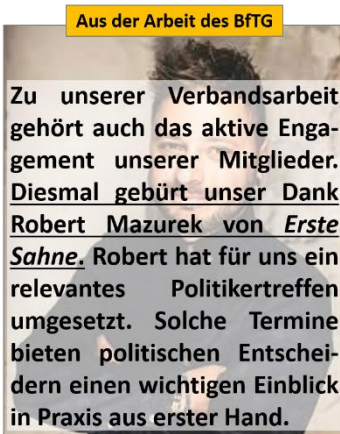 Aus der Arbeit des BfTG
Zu unserer Verbandsarbeit
gehört auch das aktive Enga-
gement unserer Mitglieder.
Diesmal gebürt unser Dank
Robert Mazurek von Erste
Sahne. Robert hat für uns ein
relevantes Politikertreffen
umgesetzt. Solche Termine
bieten politischen Entschei-
dern einen wichtigen Einblick
in Praxis aus erster Hand.